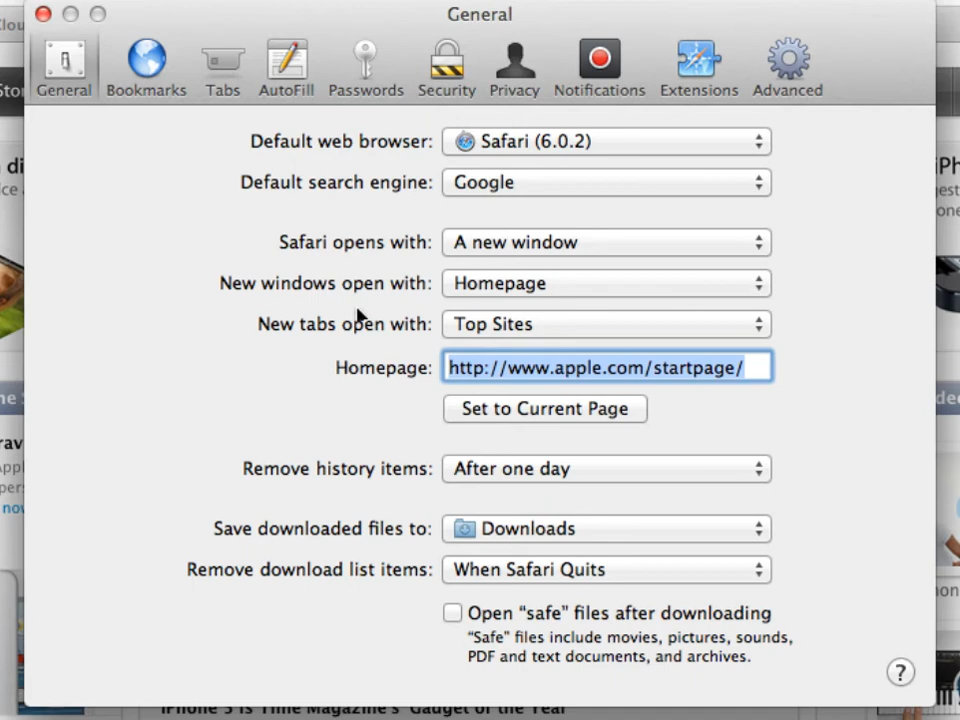 General
General Bookmarks Tabs AutoFill Passwords Security Privacy Notifications Extensions Advanced
Default web browser: Safari (6.0.2)
Default search engine: Google
Safari opens with: A new window
New windows open with: Homepage
New tabs open with: Top Sites
Homepage: http://www.apple.com/startpage/
Set to Current Page
Remove history items: After one day
Save downloaded files to: Downloads
Remove download list items: When Safari Quits
Open “safe” files after downloading
“Safe” files include movies, pictures, sounds,
PDF and text documents, and archives.
?
iPhone 5 is Time Magazine's "Gadget of the Year"